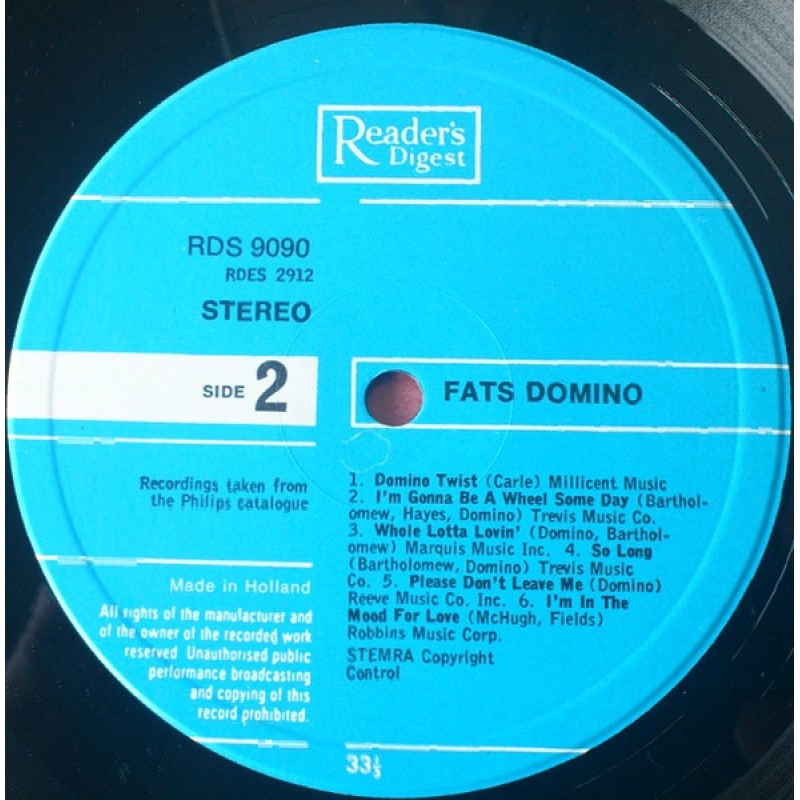 Reader's
Digest
RDS 9090
RDES 2912
STEREO
SIDE 2
FATS DOMINO
Recordings taken from
the Philips catalogue
1. Domino Twist (Carle) Millicent Music
2. I'm Gonna Be A Wheel Some Day (Barthol-
omew, Hayes, Domino) Trevis Music Co.
3. Whole Lotta Lovin' (Domino, Barthol-
omew) Marquis Music Inc. 4. So Long
(Bartholomew, Domino) Trevis Music
Co. 5. Please Don't Leave Me (Domino)
Reeve Music Co. Inc. 6. I'm In The
Mood For Love (McHugh, Fields)
Robbins Music Corp.
STEMRA Copyright
Control
Made in Holland
All rights of the manufacturer and
of the owner of the recorded work
reserved. Unauthorised public
performance broadcasting
and copying of this
record prohibited.
33⅓